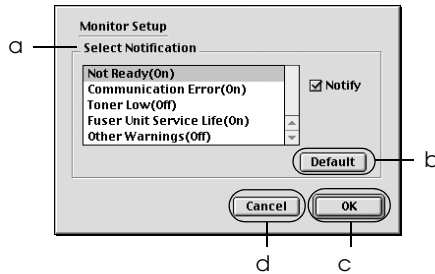 Monitor Setup
a
Select Notification
Not Ready(On)
Communication Error(On)
Toner Low(Off)
Fuser Unit Service Life(On)
Other Warnings(Off)
Notify
Default
b
Cancel
OK
d
c